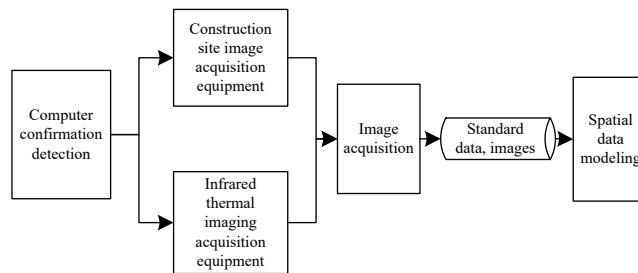 Computer
confirmation
detection
Construction
site image
acquisition
equipment
Infrared
thermal
imaging
acquisition
equipment
Image
acquisition
Standard
data, images
Spatial
data
modeling